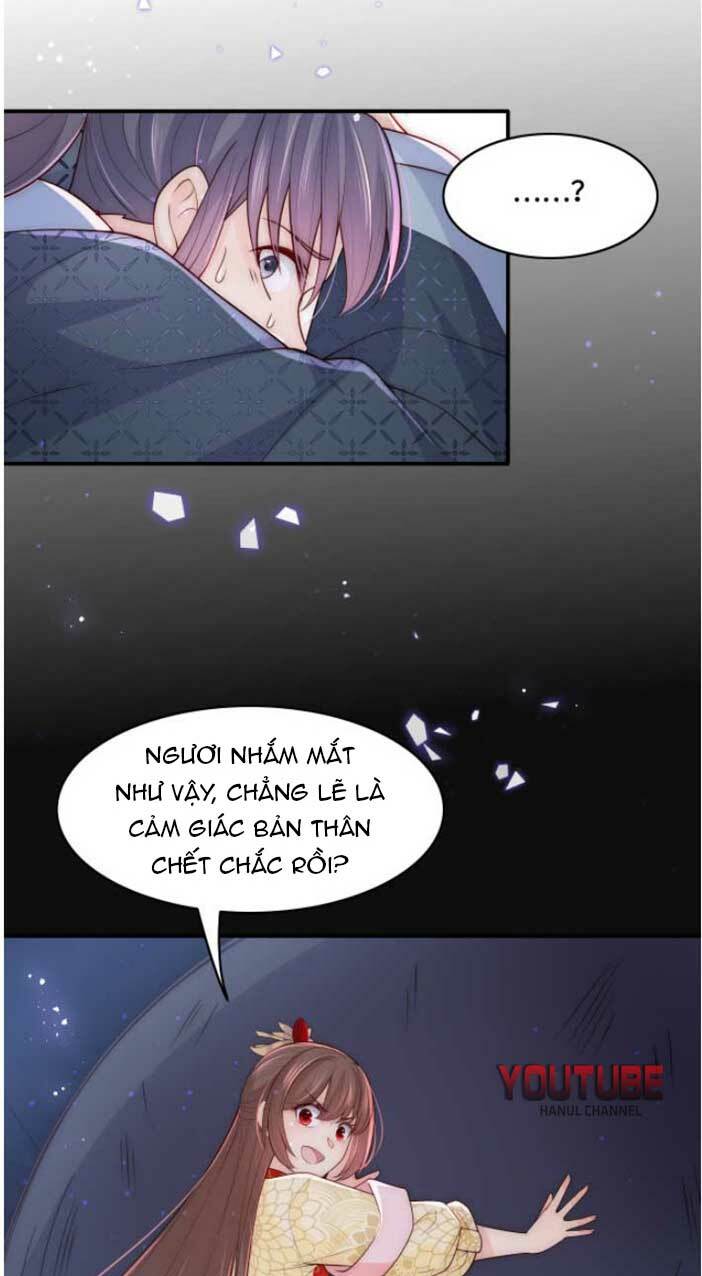 ……?
NGƯƠI NHẮM MẮT
NHƯ VẬY, CHẲNG LẼ LÀ
CẢM GIÁC BẢN THÂN
CHẾT CHẮC RỒI?
YOUTUBE
HANUL CHANNEL